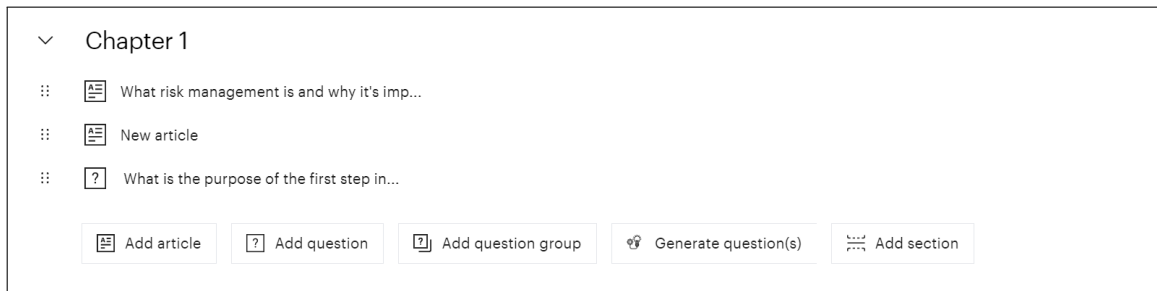 Chapter 1
What risk management is and why it's imp...
New article
What is the purpose of the first step in...
Add article
Add question
Add question group
Generate question(s)
Add section